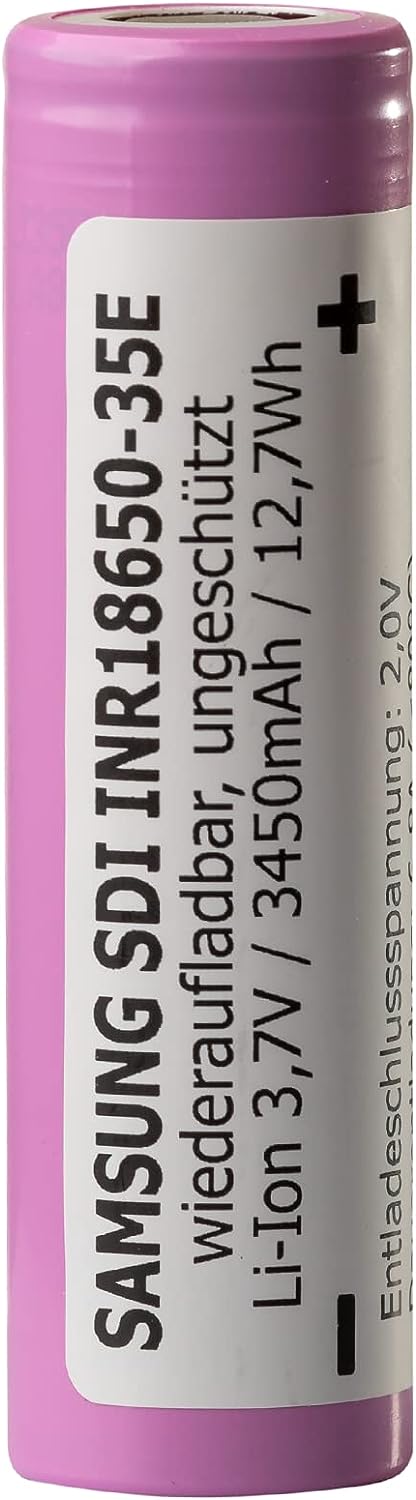 SAMSUNG SDI INR18650-35E
wiederaufladbar, ungeschützt
Li-Ion 3,7V / 3450mAh / 12,7Wh
+
-
Entladeschlussspannung: 2,0V